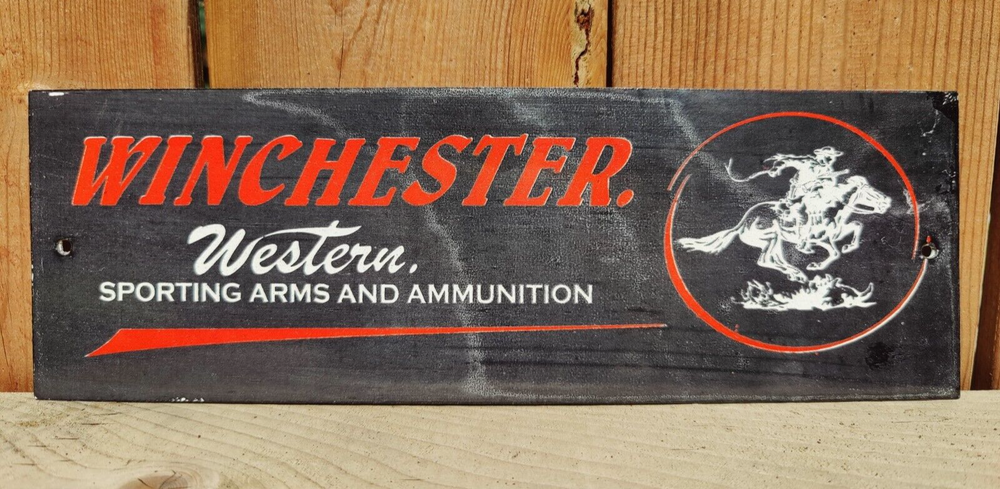 WINCHESTER.
Western.
SPORTING ARMS AND AMMUNITION